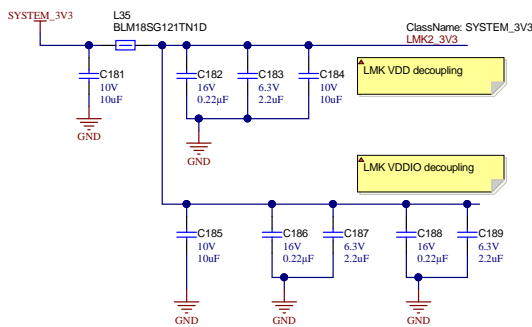 SYSTEM_3V3
L35
BLM18SG121TN1D
ClassName: SYSTEM_3V3
LMK2_3V3
C181
10V
10uF
GND
C182
16V
0.22µF
C183
6.3V
2.2uF
C184
10V
10uF
GND
LMK VDD decoupling
LMK VDDIO decoupling
C185
10V
10uF
GND
C186
16V
0.22µF
C187
6.3V
2.2uF
GND
C188
16V
0.22µF
C189
6.3V
2.2uF
GND